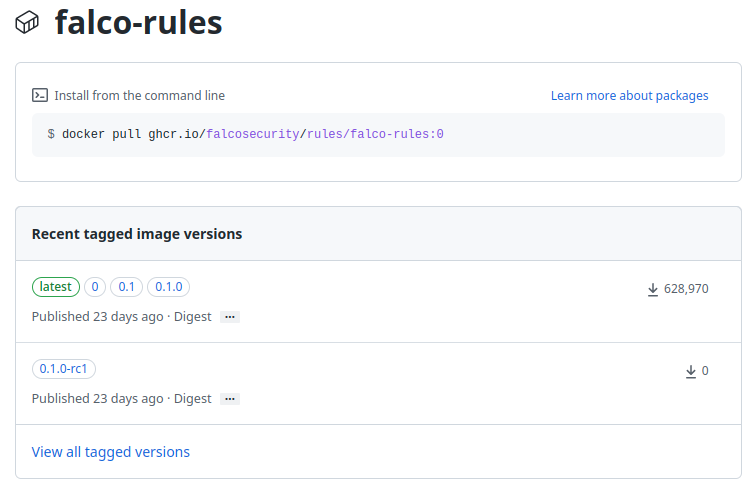 falco-rules
Install from the command line
Learn more about packages
$ docker pull ghcr.io/falcosecurity/rules/falco-rules:0
Recent tagged image versions
latest 0 0.1 0.1.0
628,970
Published 23 days ago · Digest ...
0.1.0-rc1
0
Published 23 days ago · Digest ...
View all tagged versions